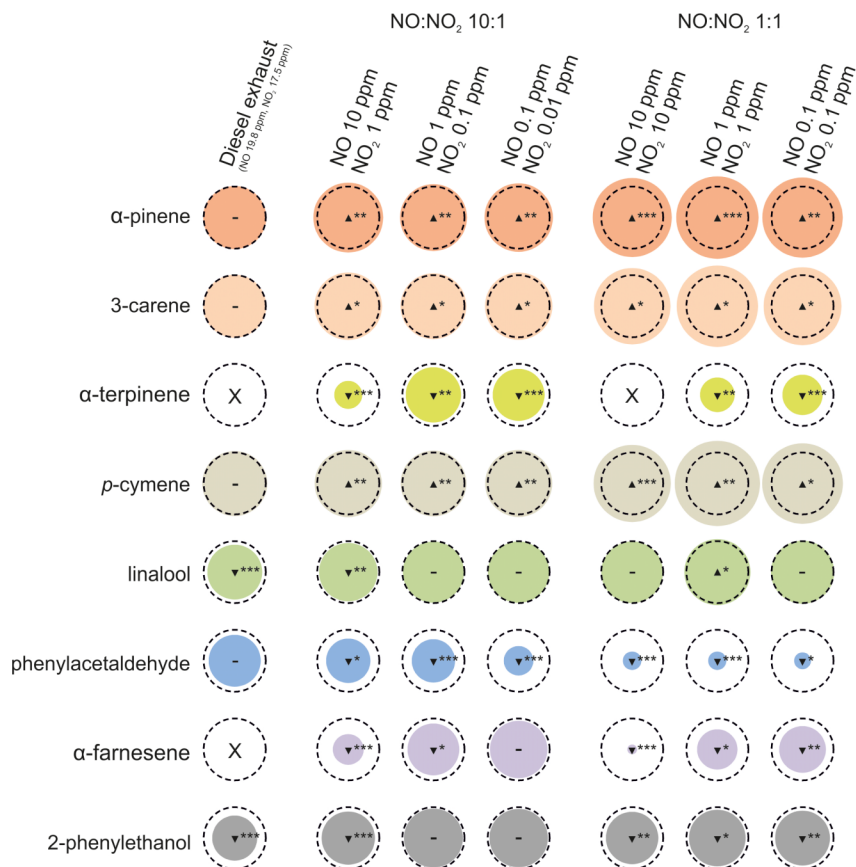 NO:NO₂ 10:1
NO:NO₂ 1:1
Diesel exhaust
(NO 19.8 ppm, NO₂ 17.5 ppm)
NO 10 ppm
NO₂ 1 ppm
NO 1 ppm
NO₂ 0.1 ppm
NO 0.1 ppm
NO₂ 0.01 ppm
NO 10 ppm
NO₂ 10 ppm
NO 1 ppm
NO₂ 1 ppm
NO 0.1 ppm
NO₂ 0.1 ppm
α-pinene - ▲** ▲** ▲** ▲*** ▲*** ▲**
3-carene - ▲* ▲* ▲* ▲* ▲* ▲*
α-terpinene X ▼*** ▼** ▼*** X ▼** ▼***
p-cymene - ▲** ▲** ▲** ▲*** ▲** ▲*
linalool ▼*** ▼** - - - ▲* -
phenylacetaldehyde - ▼* ▼*** ▼*** ▼*** ▼*** ▼*
α-farnesene X ▼*** ▼* - ▼*** ▼* ▼**
2-phenylethanol ▼*** ▼*** - - ▼** ▼* ▼**